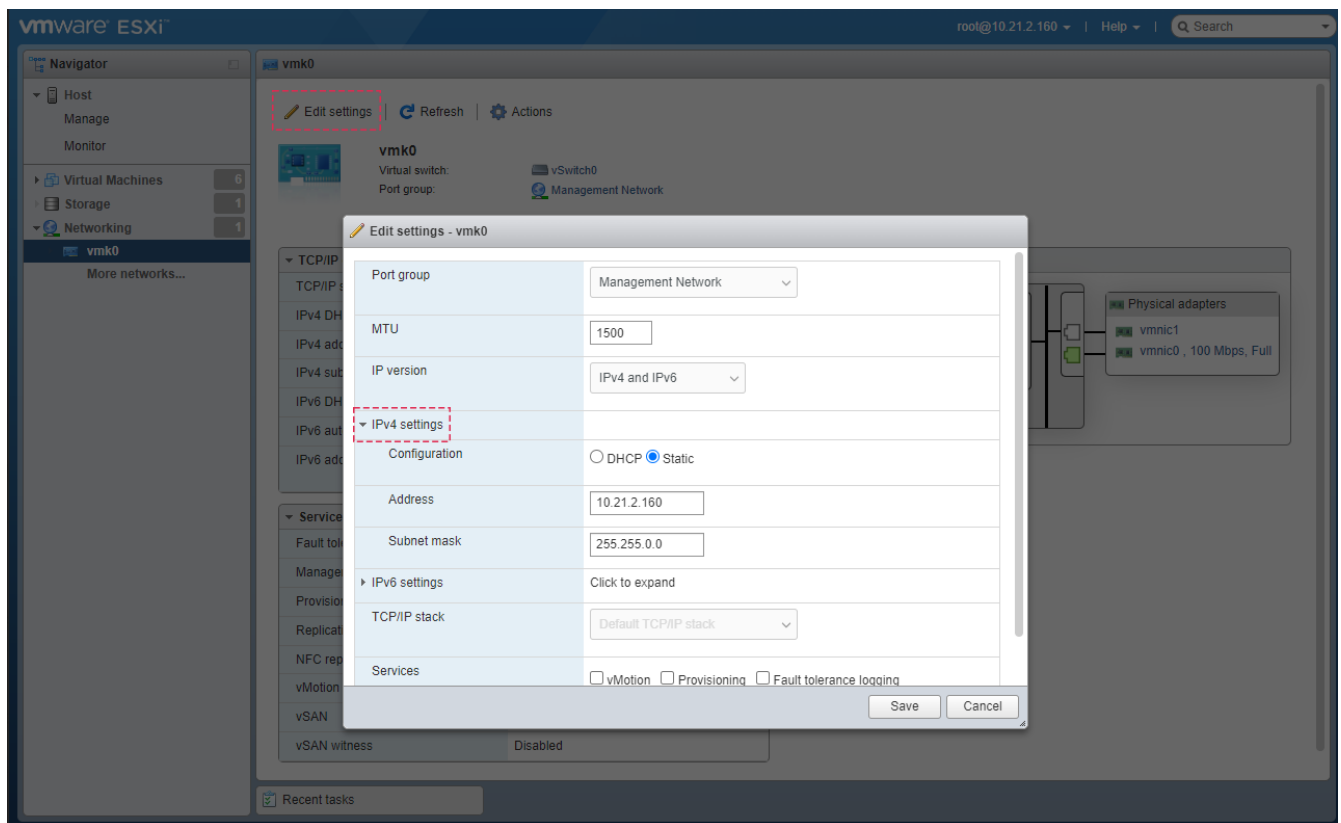 vmware ESXi™
root@10.21.2.160 | Help | Search
Navigator
Host
Manage
Monitor
Virtual Machines 6
Storage 1
Networking 1
vmk0
More networks...
vmk0
Edit settings | Refresh | Actions
vmk0
Virtual switch: vSwitch0
Port group: Management Network
TCP/IP
TCP/IP
IPv4 DH
IPv4 add
IPv4 sub
IPv6 DH
IPv6 aut
IPv6 add
Service
Fault tol
Manage
Provision
Replicat
NFC rep
vMotion
vSAN
vSAN witness Disabled
Physical adapters
vmnic1
vmnic0 , 100 Mbps, Full
Edit settings - vmk0
Port group Management Network
MTU 1500
IP version IPv4 and IPv6
IPv4 settings
Configuration DHCP Static
Address 10.21.2.160
Subnet mask 255.255.0.0
IPv6 settings Click to expand
TCP/IP stack Default TCP/IP stack
Services vMotion Provisioning Fault tolerance logging
Save Cancel
Recent tasks